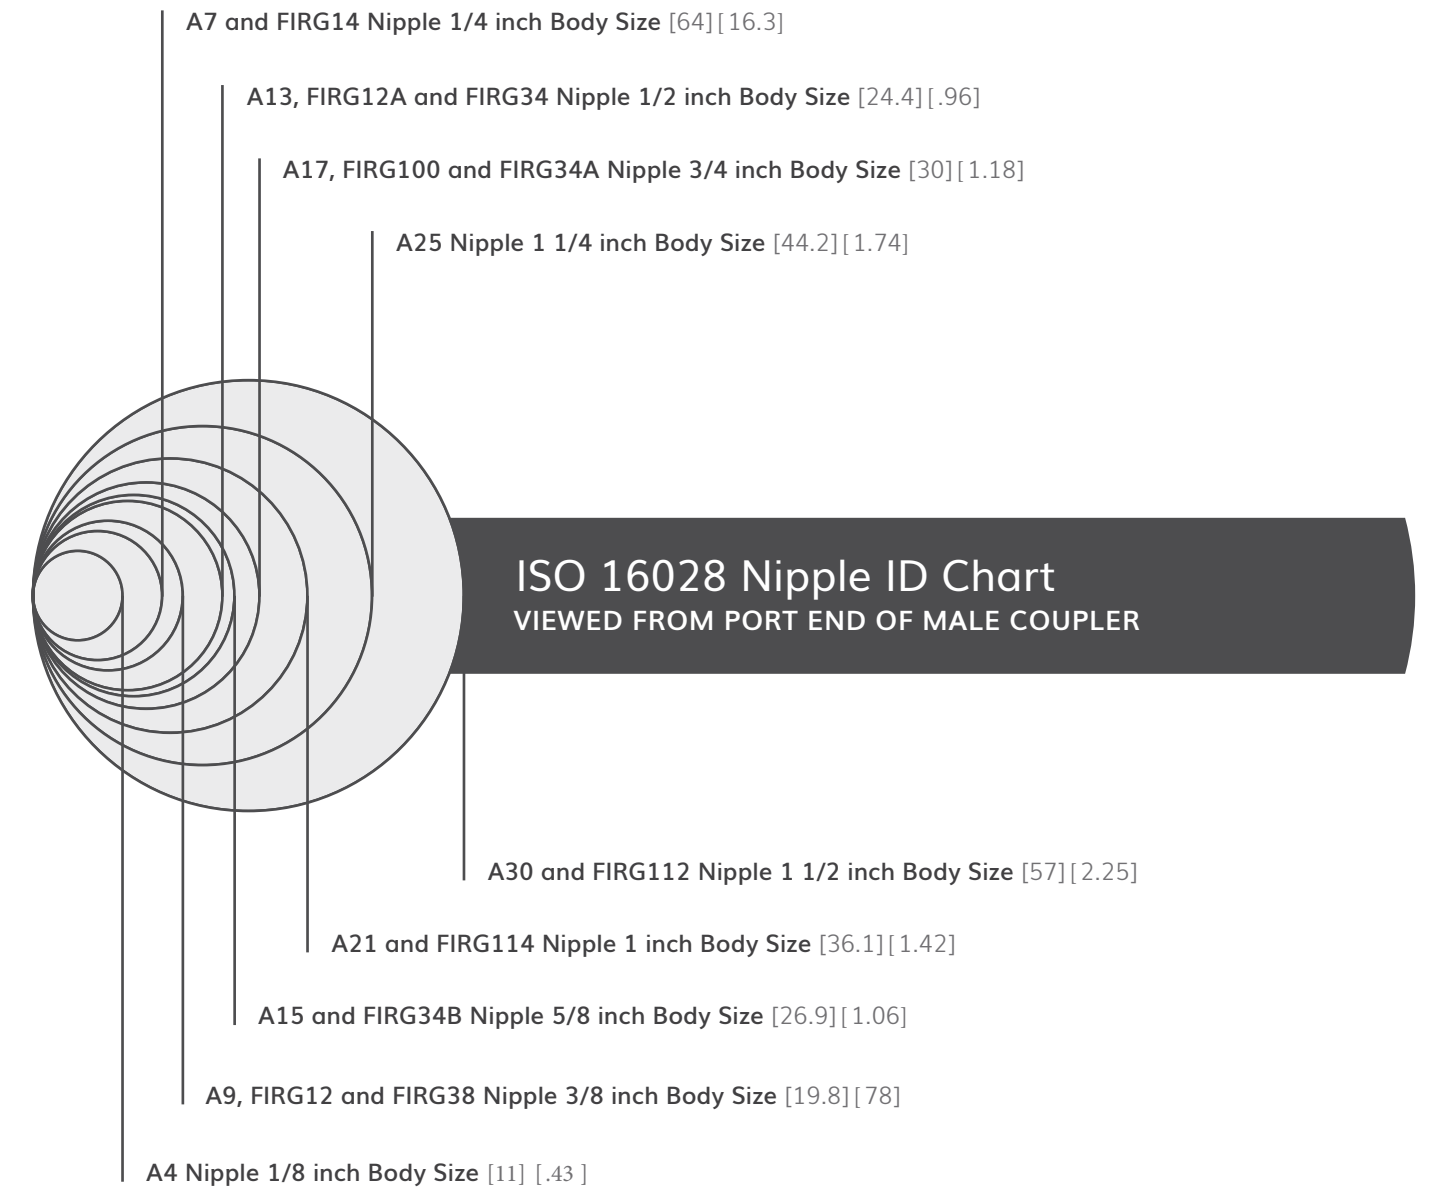 A7 and FIRG14 Nipple 1/4 inch Body Size [64][16.3]
A13, FIRG12A and FIRG34 Nipple 1/2 inch Body Size [24.4][.96]
A17, FIRG100 and FIRG34A Nipple 3/4 inch Body Size [30][1.18]
A25 Nipple 1 1/4 inch Body Size [44.2][1.74]
ISO 16028 Nipple ID Chart
VIEWED FROM PORT END OF MALE COUPLER
A30 and FIRG112 Nipple 1 1/2 inch Body Size [57][2.25]
A21 and FIRG114 Nipple 1 inch Body Size [36.1][1.42]
A15 and FIRG34B Nipple 5/8 inch Body Size [26.9][1.06]
A9, FIRG12 and FIRG38 Nipple 3/8 inch Body Size [19.8][78]
A4 Nipple 1/8 inch Body Size [11] [.43 ]